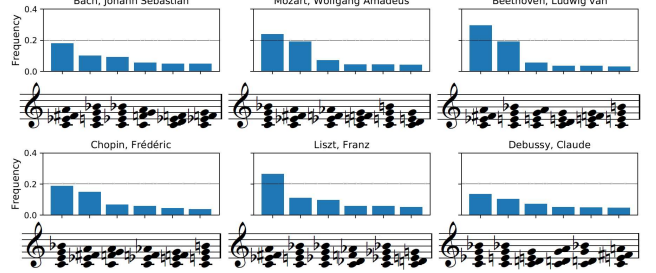 Bach, Johann Sebastian
Mozart, Wolfgang Amadeus
Beethoven, Ludwig van
0.4
0.2
0.0
Frequency
Chopin, Frédéric
Liszt, Franz
Debussy, Claude
0.4
0.2
0.0
Frequency